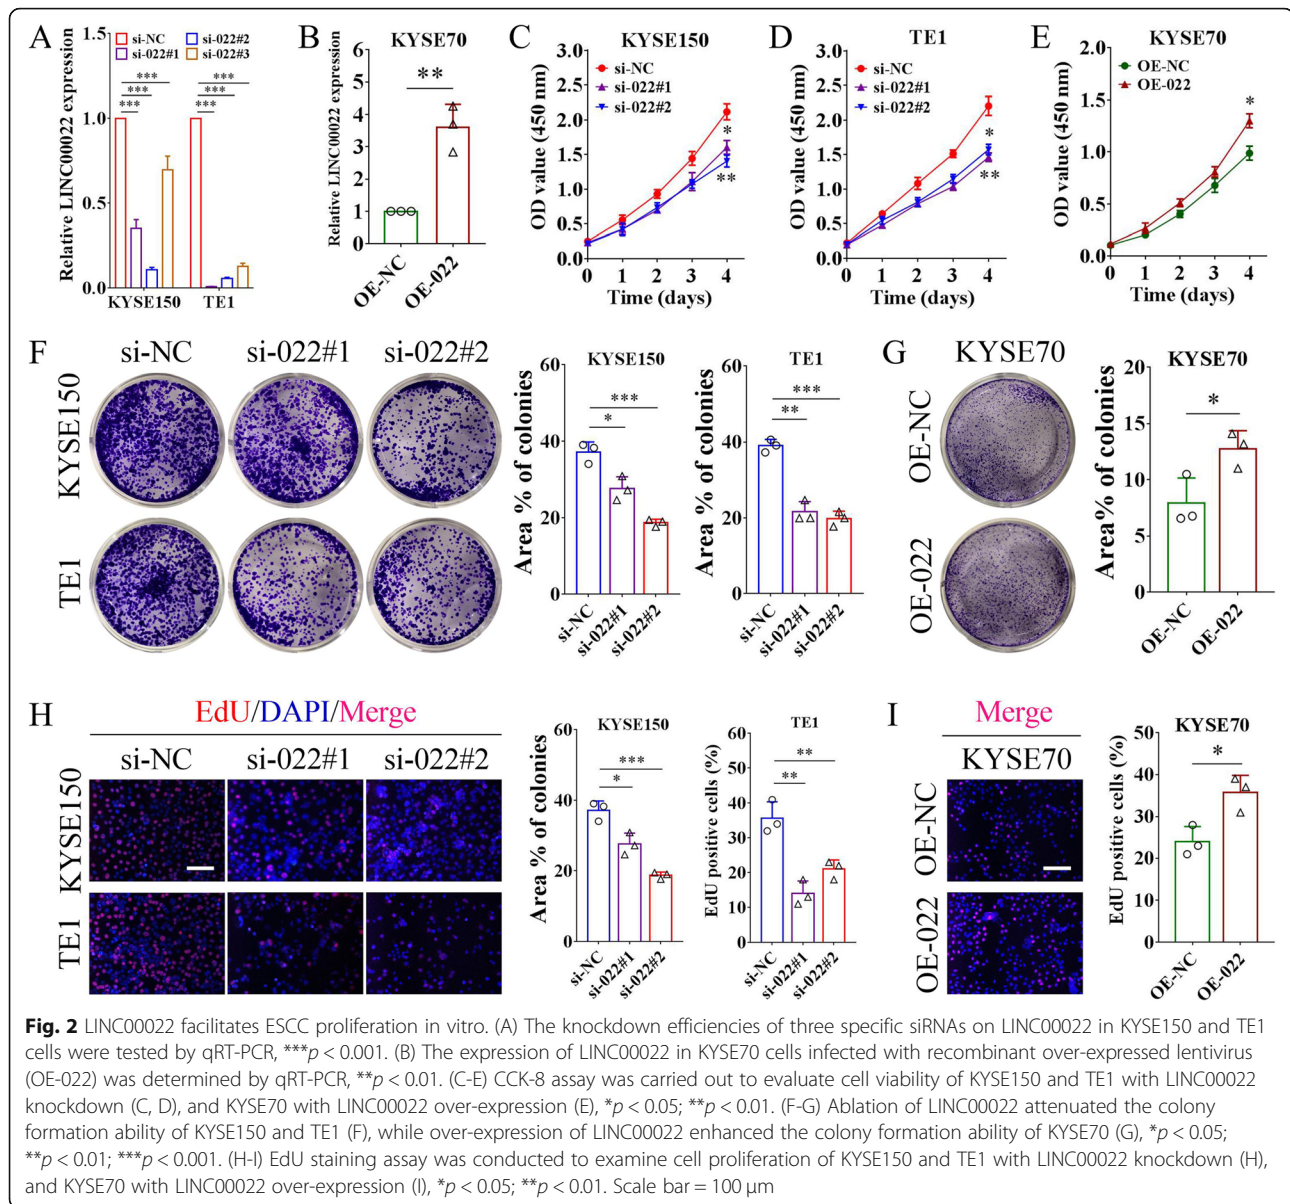 A
si-NC
si-022#1
si-022#2
si-022#3
Relative LINC00022 expression
1.5
1.0
0.5
0.0
***
***
***
***
***
***
KYSE150
TE1
B
KYSE70
**
Relative LINC00022 expression
6
5
4
3
2
1
0
OE-NC
OE-022
C
KYSE150
si-NC
si-022#1
si-022#2
OD value (450 nm)
3.0
2.5
2.0
1.5
1.0
0.5
0.0
*
**
0 1 2 3 4
Time (days)
D
TE1
si-NC
si-022#1
si-022#2
OD value (450 nm)
3.0
2.5
2.0
1.5
1.0
0.5
0.0
*
**
0 1 2 3 4
Time (days)
E
KYSE70
OE-NC
OE-022
OD value (450 nm)
2.0
1.5
1.0
0.5
0.0
*
0 1 2 3 4
Time (days)
F
si-NC si-022#1 si-022#2
KYSE150
TE1
KYSE150
Area % of colonies
60
40
20
0
***
*
si-NC
si-022#1
si-022#2
TE1
Area % of colonies
60
40
20
0
***
**
si-NC
si-022#1
si-022#2
G
KYSE70
OE-NC
OE-022
KYSE70
Area % of colonies
20
15
10
5
0
*
OE-NC
OE-022
H
EdU/DAPI/Merge
si-NC si-022#1 si-022#2
KYSE150
TE1
KYSE150
Area % of colonies
60
40
20
0
***
*
si-NC
si-022#1
si-022#2
TE1
EdU positive cells (%)
60
50
40
30
20
10
0
**
**
si-NC
si-022#1
si-022#2
I
Merge
KYSE70
OE-NC
OE-022
KYSE70
EdU positive cells (%)
50
40
30
20
10
0
*
OE-NC
OE-022
Fig. 2 LINC00022 facilitates ESCC proliferation in vitro. (A) The knockdown efficiencies of three specific siRNAs on LINC00022 in KYSE150 and TE1
cells were tested by qRT-PCR, ***p < 0.001. (B) The expression of LINC00022 in KYSE70 cells infected with recombinant over-expressed lentivirus
(OE-022) was determined by qRT-PCR, **p < 0.01. (C-E) CCK-8 assay was carried out to evaluate cell viability of KYSE150 and TE1 with LINC00022
knockdown (C, D), and KYSE70 with LINC00022 over-expression (E), *p < 0.05; **p < 0.01. (F-G) Ablation of LINC00022 attenuated the colony
formation ability of KYSE150 and TE1 (F), while over-expression of LINC00022 enhanced the colony formation ability of KYSE70 (G), *p < 0.05;
**p < 0.01; ***p < 0.001. (H-I) EdU staining assay was conducted to examine cell proliferation of KYSE150 and TE1 with LINC00022 knockdown (H),
and KYSE70 with LINC00022 over-expression (I), *p < 0.05; **p < 0.01. Scale bar = 100 μm